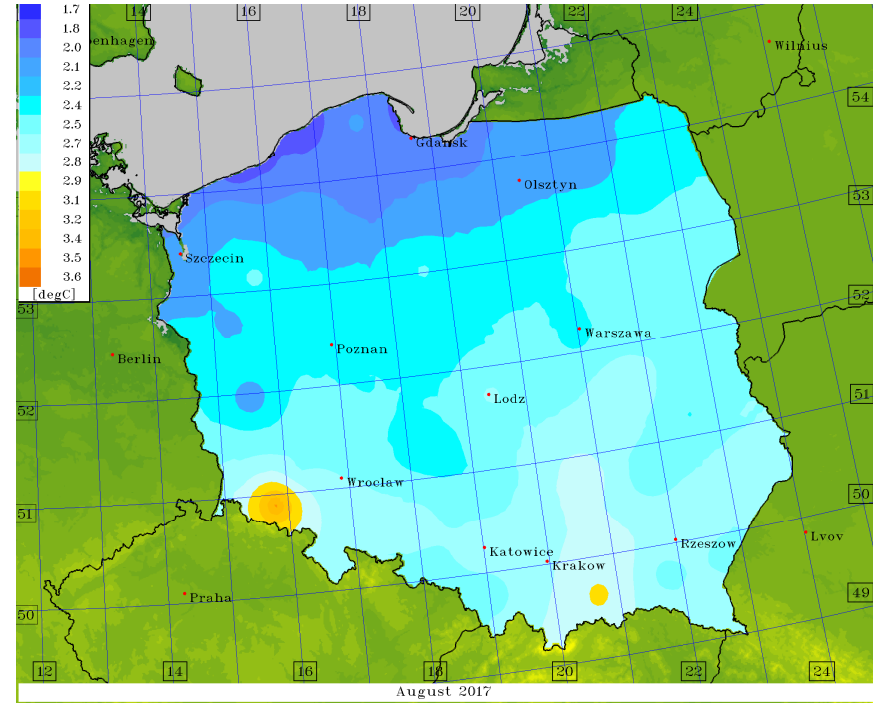 1.7
1.8
2.0
2.1
2.2
2.4
2.5
2.7
2.8
2.9
3.1
3.2
3.4
3.5
3.6
[degC]
14
16
18
20
22
24
penhagen
Wilnius
54
Gdansk
Olsztyn
53
Szczecin
53
52
Warszawa
Poznan
Berlin
51
Lodz
52
Wroclaw
50
51
Lvov
Rzeszow
Katowice
Krakow
49
Praha
50
12
14
16
18
20
22
24
August 2017